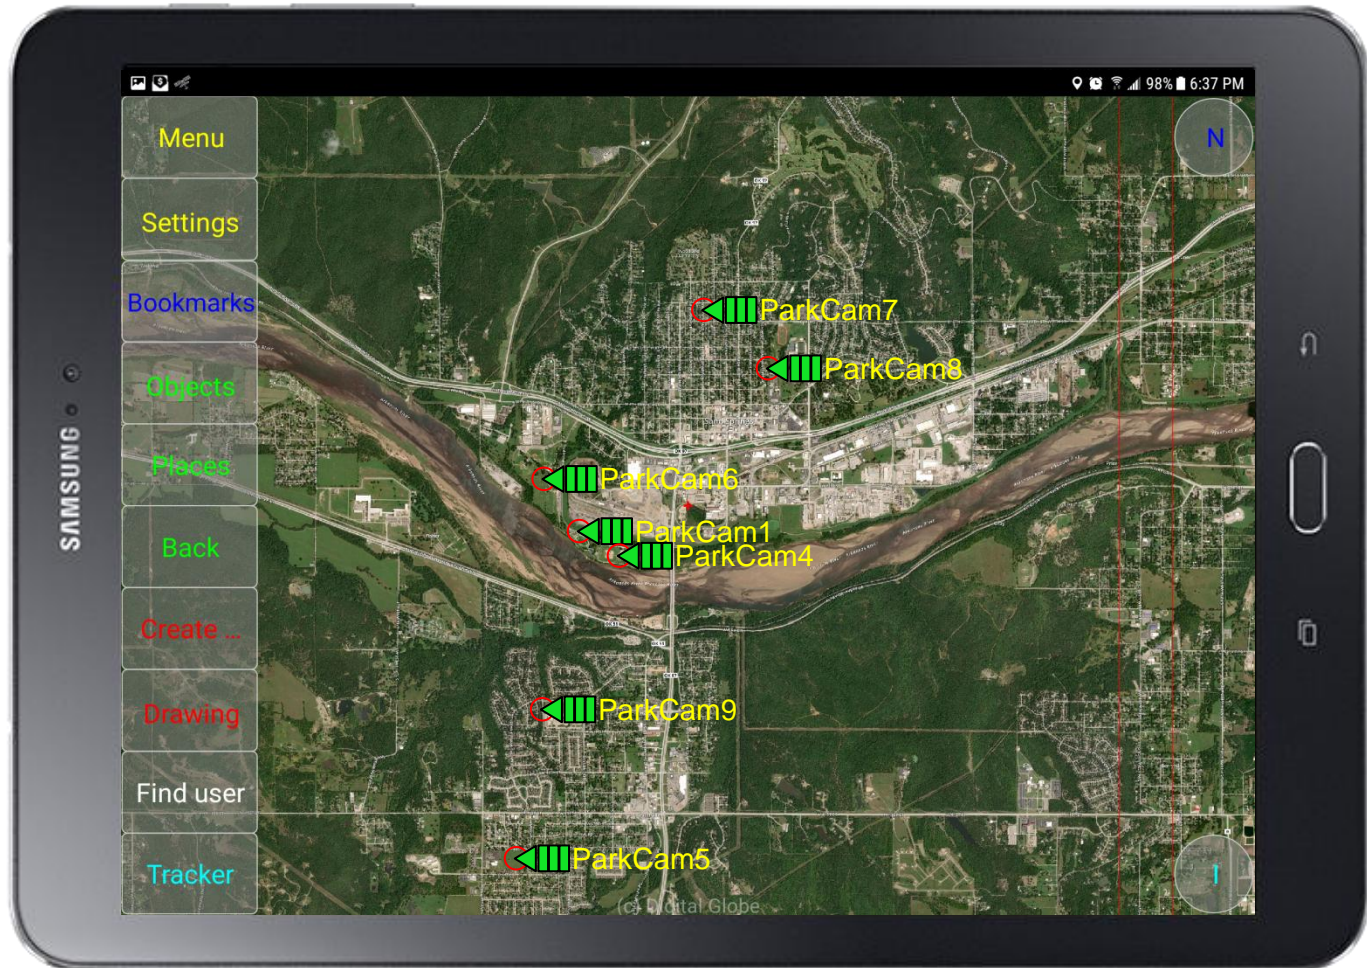 98% 6:37 PM
Menu
N
Settings
Bookmarks
ParkCam7
ParkCam8
Objects
Places
ParkCam6
SAMSUNG
ParkCam1
Back
ParkCam4
Create ...
Drawing
ParkCam9
Find user
ParkCam5
Tracker
1
(c) Digital Globe